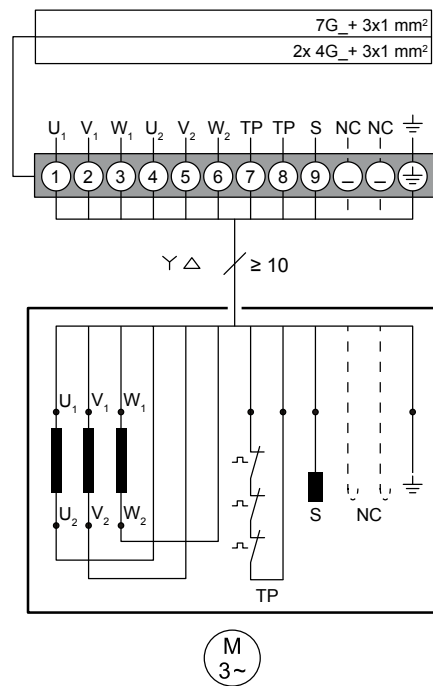 7G_+ 3x1 mm²
2x 4G_+ 3x1 mm²
U₁ V₁ W₁ U₂ V₂ W₂ TP TP S NC NC
1 2 3 4 5 6 7 8 9 _ _
≥ 10
U₁ V₁ W₁
U₂ V₂ W₂
S NC
TP
M
3~